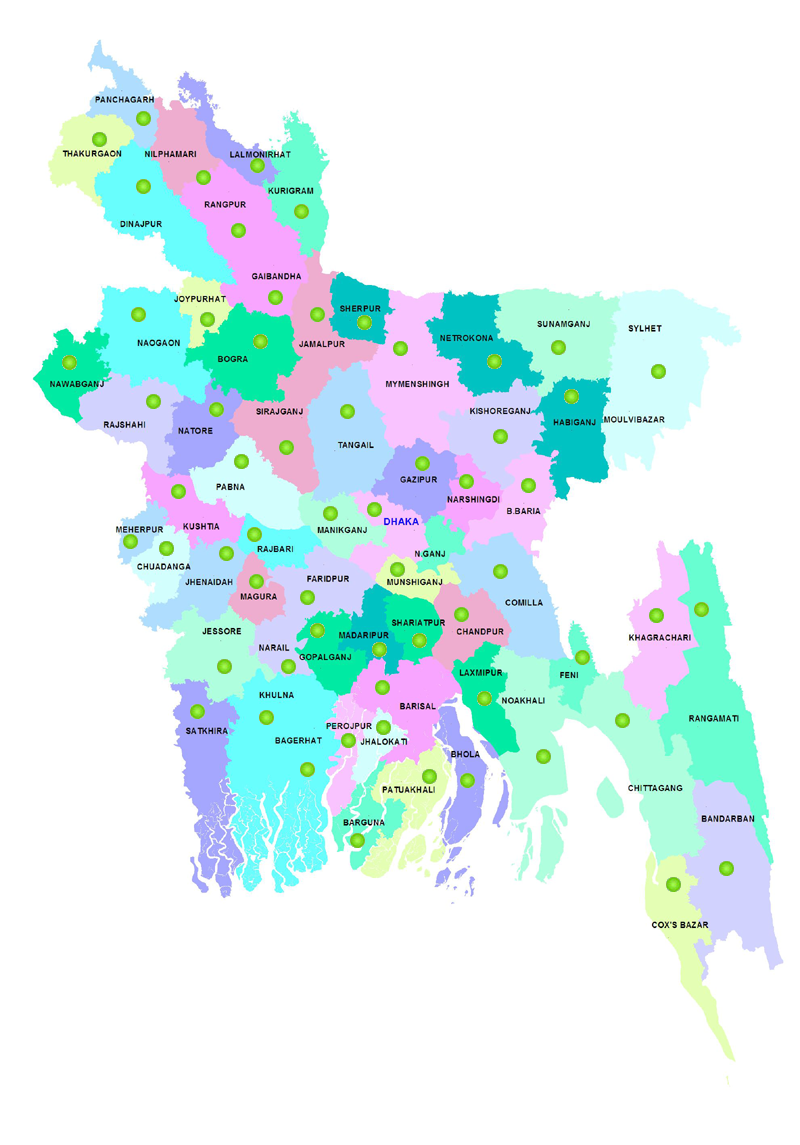 PANCHAGARH
THAKURGAON
NILPHAMARI
LALMONIRHAT
KURIGRAM
RANGPUR
DINAJPUR
GAIBANDHA
JOYPURHAT
SHERPUR
SUNAMGANJ
SYLHET
NETROKONA
NAOGAON
JAMALPUR
BOGRA
NAWABGANJ
MYMENSHINGH
SIRAJGANJ
KISHOREGANJ
MOULVIBAZAR
HABIGANJ
RAJSHAHI
NATORE
TANGAIL
GAZIPUR
PABNA
NARSHINGDI
B.BARIA
DHAKA
KUSHTIA
MEHERPUR
MANIKGANJ
RAJBARI
N.GANJ
CHUADANGA
JHENAIDAH
FARIDPUR
MUNSHIGANJ
MAGURA
COMILLA
SHARIATPUR
JESSORE
CHANDPUR
MADARIPUR
KHAGRACHARI
NARAIL
GOPALGANJ
LAXMIPUR
FENI
KHULNA
NOAKHALI
BARISAL
RANGAMATI
PEROJPUR
SATKHIRA
BAGERHAT
JHALOKATI
BHOLA
PATUAKHALI
CHITTAGANG
BANDARBAN
BARGUNA
COX'S BAZAR